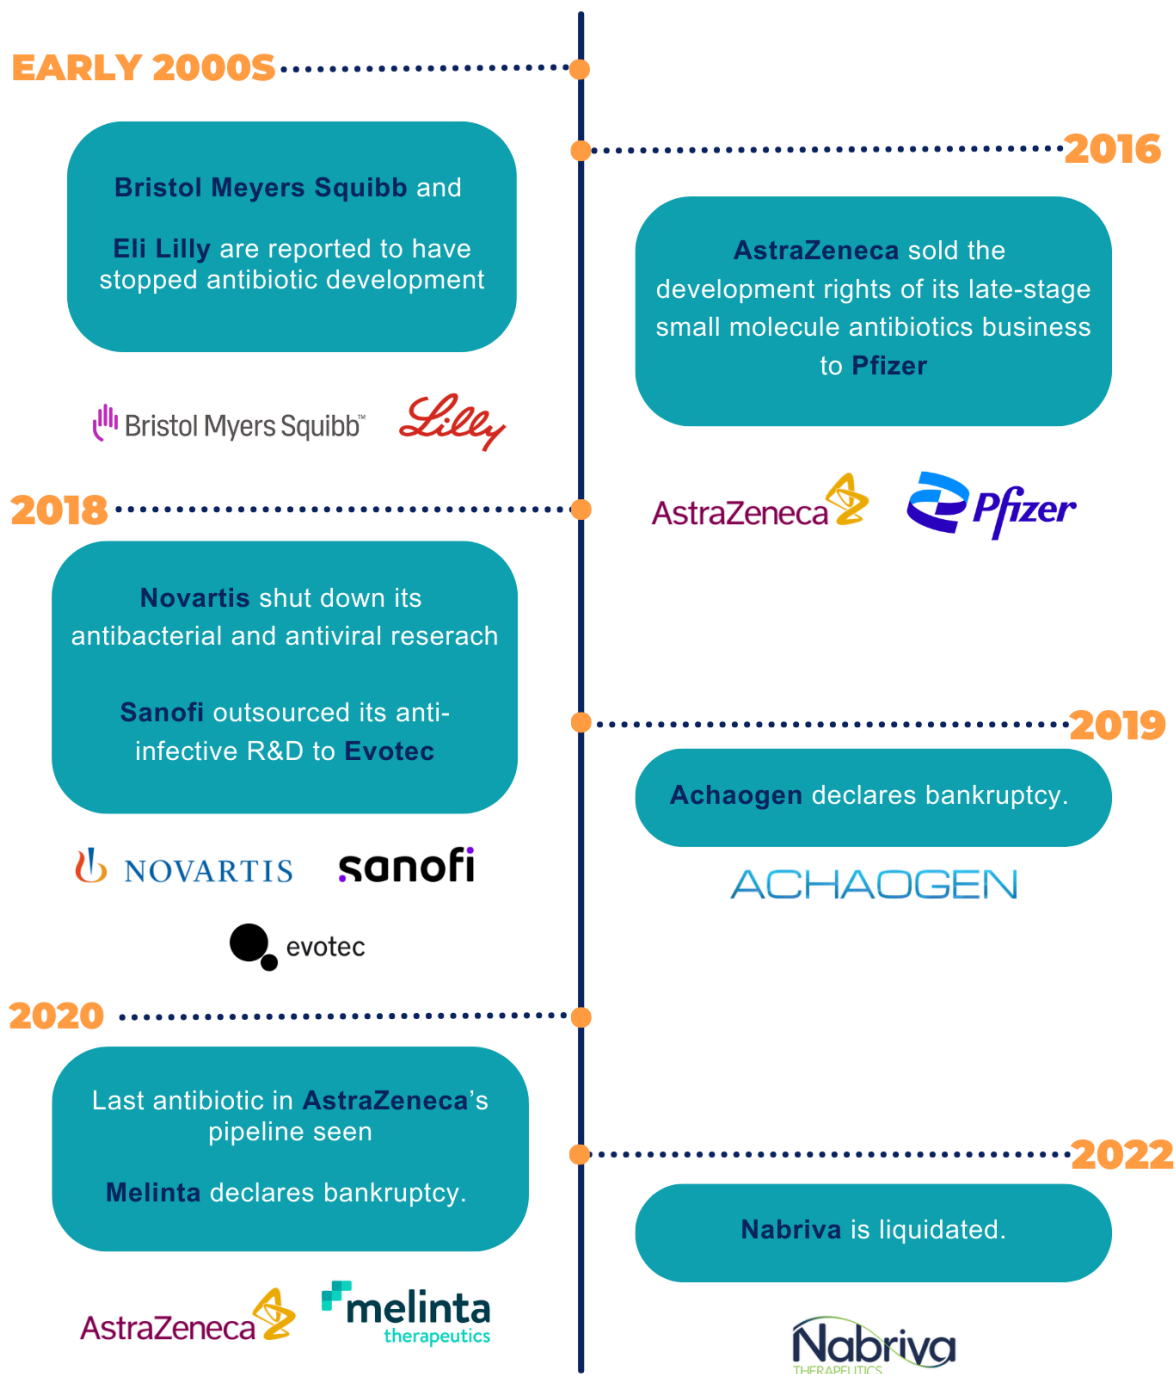 EARLY 2000S
Bristol Meyers Squibb and
Eli Lilly are reported to have
stopped antibiotic development
Bristol Myers Squibb™
Lilly
2016
AstraZeneca sold the
development rights of its late-stage
small molecule antibiotics business
to Pfizer
AstraZeneca
Pfizer
2018
Novartis shut down its
antibacterial and antiviral reserach
Sanofi outsourced its anti-
infective R&D to Evotec
NOVARTIS
sanofi
evotec
2019
Achaogen declares bankruptcy.
ACHAOGEN
2020
Last antibiotic in AstraZeneca's
pipeline seen
Melinta declares bankruptcy.
AstraZeneca
melinta
therapeutics
2022
Nabriva is liquidated.
Nabriva
THERAPEUTICS